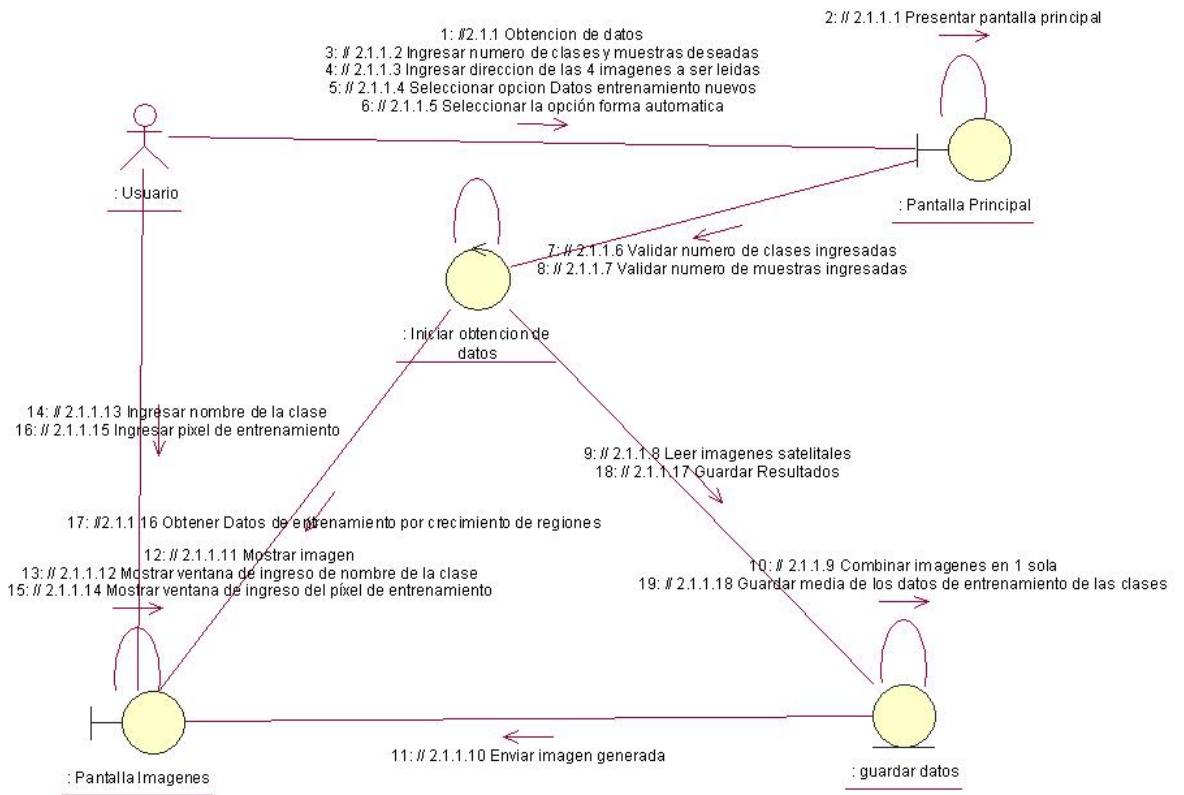 2: // 2.1.1.1 Presentar pantalla principal
1: //2.1.1 Obtencion de datos
3: // 2.1.1.2 Ingresar numero de clases y muestras deseadas
4: // 2.1.1.3 Ingresar direccion de las 4 imagenes a ser leidas
5: // 2.1.1.4 Seleccionar opcion Datos entrenamiento nuevos
6: // 2.1.1.5 Seleccionar la opción forma automatica
: Usuario
: Pantalla Principal
7: // 2.1.1.6 Validar numero de clases ingresadas
8: // 2.1.1.7 Validar numero de muestras ingresadas
: Iniciar obtencion de
datos
14: // 2.1.1.13 Ingresar nombre de la clase
16: // 2.1.1.15 Ingresar pixel de entrenamiento
9: // 2.1.1.8 Leer imagenes satelitales
18: // 2.1.1.17 Guardar Resultados
17: //2.1.1.16 Obtener Datos de entrenamiento por crecimiento de regiones
12: // 2.1.1.11 Mostrar imagen
13: // 2.1.1.12 Mostrar ventana de ingreso de nombre de la clase
15: // 2.1.1.14 Mostrar ventana de ingreso del píxel de entrenamiento
10: // 2.1.1.9 Combinar imagenes en 1 sola
19: // 2.1.1.18 Guardar media de los datos de entrenamiento de las clases
11: // 2.1.1.10 Enviar imagen generada
: Pantalla Imagenes
: guardar datos